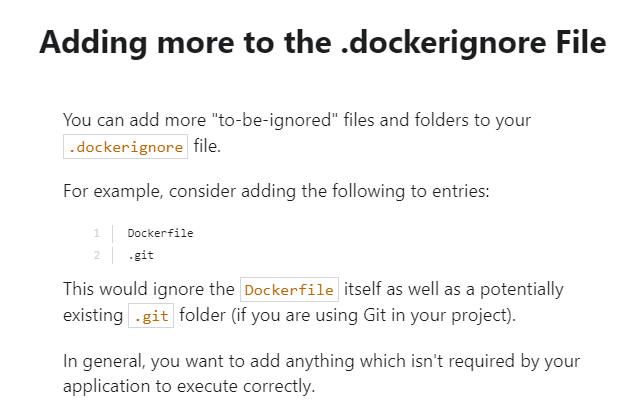 Adding more to the .dockerignore File
You can add more "to-be-ignored" files and folders to your
.dockerignore file.
For example, consider adding the following to entries:
1 Dockerfile
2 .git
This would ignore the Dockerfile itself as well as a potentially
existing .git folder (if you are using Git in your project).
In general, you want to add anything which isn't required by your
application to execute correctly.